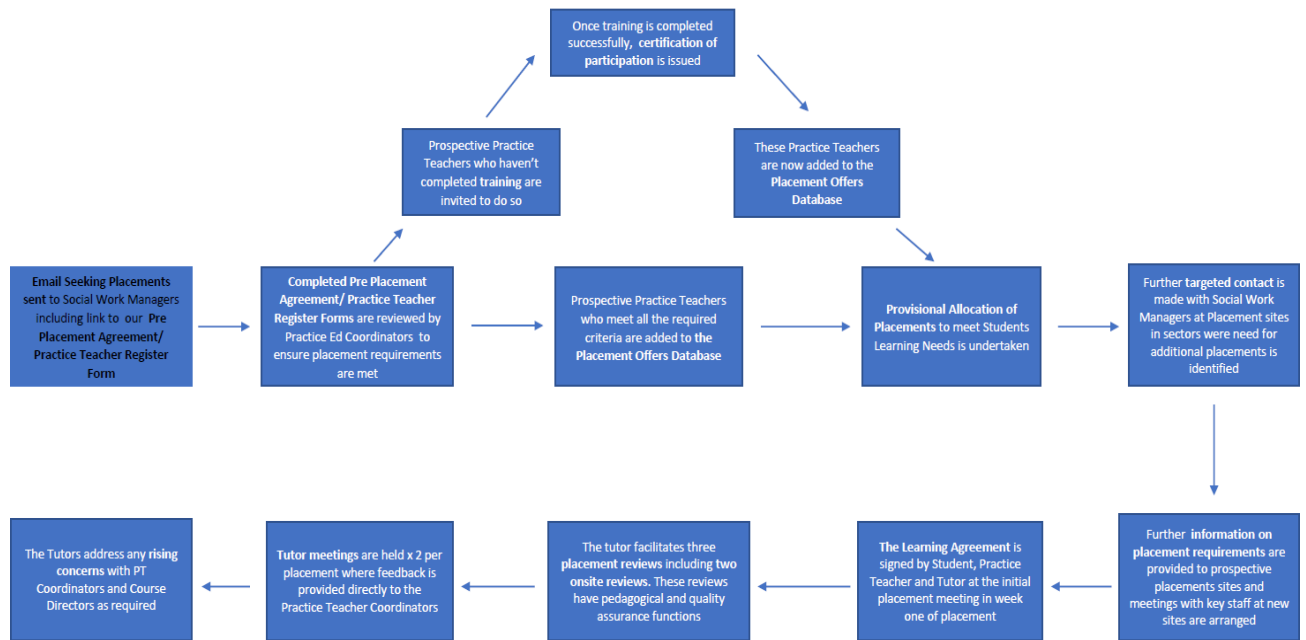 Once training is completed
successfully, certification of
participation is issued
Prospective Practice
Teachers who haven't
completed training are
invited to do so
These Practice Teachers
are now added to the
Placement Offers
Database
Email Seeking Placements
sent to Social Work Managers
including link to our Pre
Placement Agreement/
Practice Teacher Register
Form
Completed Pre Placement
Agreement/ Practice Teacher
Register Forms are reviewed by
Practice Ed Coordinators to
ensure placement requirements
are met
Prospective Practice Teachers
who meet all the required
criteria are added to the
Placement Offers Database
Provisional Allocation of
Placements to meet Students
Learning Needs is undertaken
Further targeted contact is
made with Social Work
Managers at Placement sites
in sectors were need for
additional placements is
identified
Further information on
placement requirements are
provided to prospective
placements sites and
meetings with key staff at new
sites are arranged
The Learning Agreement is
signed by Student, Practice
Teacher and Tutor at the initial
placement meeting in week
one of placement
The tutor facilitates three
placement reviews including two
onsite reviews. These reviews
have pedagogical and quality
assurance functions
Tutor meetings are held x 2 per
placement where feedback is
provided directly to the
Practice Teacher Coordinators
The Tutors address any rising
concerns with PT
Coordinators and Course
Directors as required